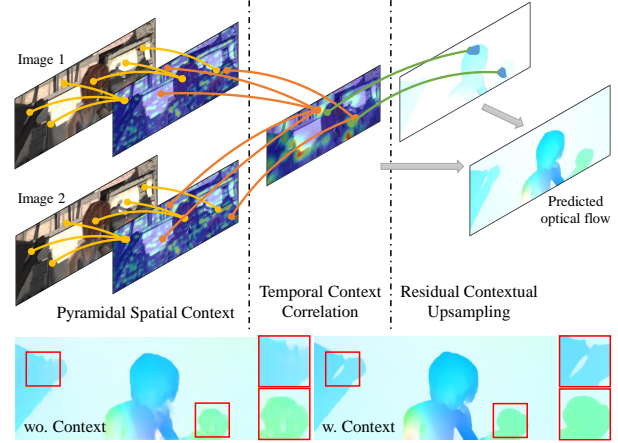 Image 1
Image 2
Predicted
optical flow
Pyramidal Spatial Context
Temporal Context
Correlation
Residual Contextual
Upsampling
wo. Context
w. Context